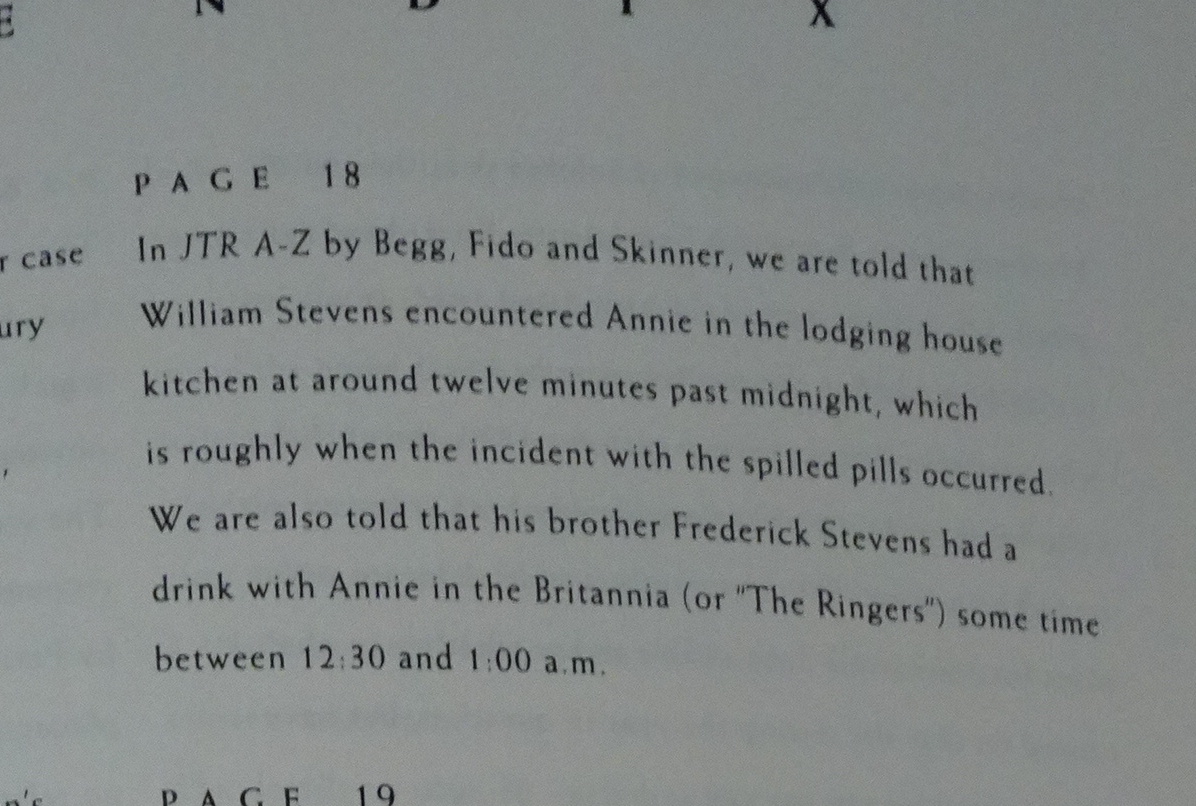 E N D I X
PAGE 18
r case
In JTR A-Z by Begg, Fido and Skinner, we are told that
ury
William Stevens encountered Annie in the lodging house
kitchen at around twelve minutes past midnight, which
is roughly when the incident with the spilled pills occurred.
,
We are also told that his brother Frederick Stevens had a
drink with Annie in the Britannia (or "The Ringers") some time
between 12:30 and 1:00 a.m.
n's
PAGE 19